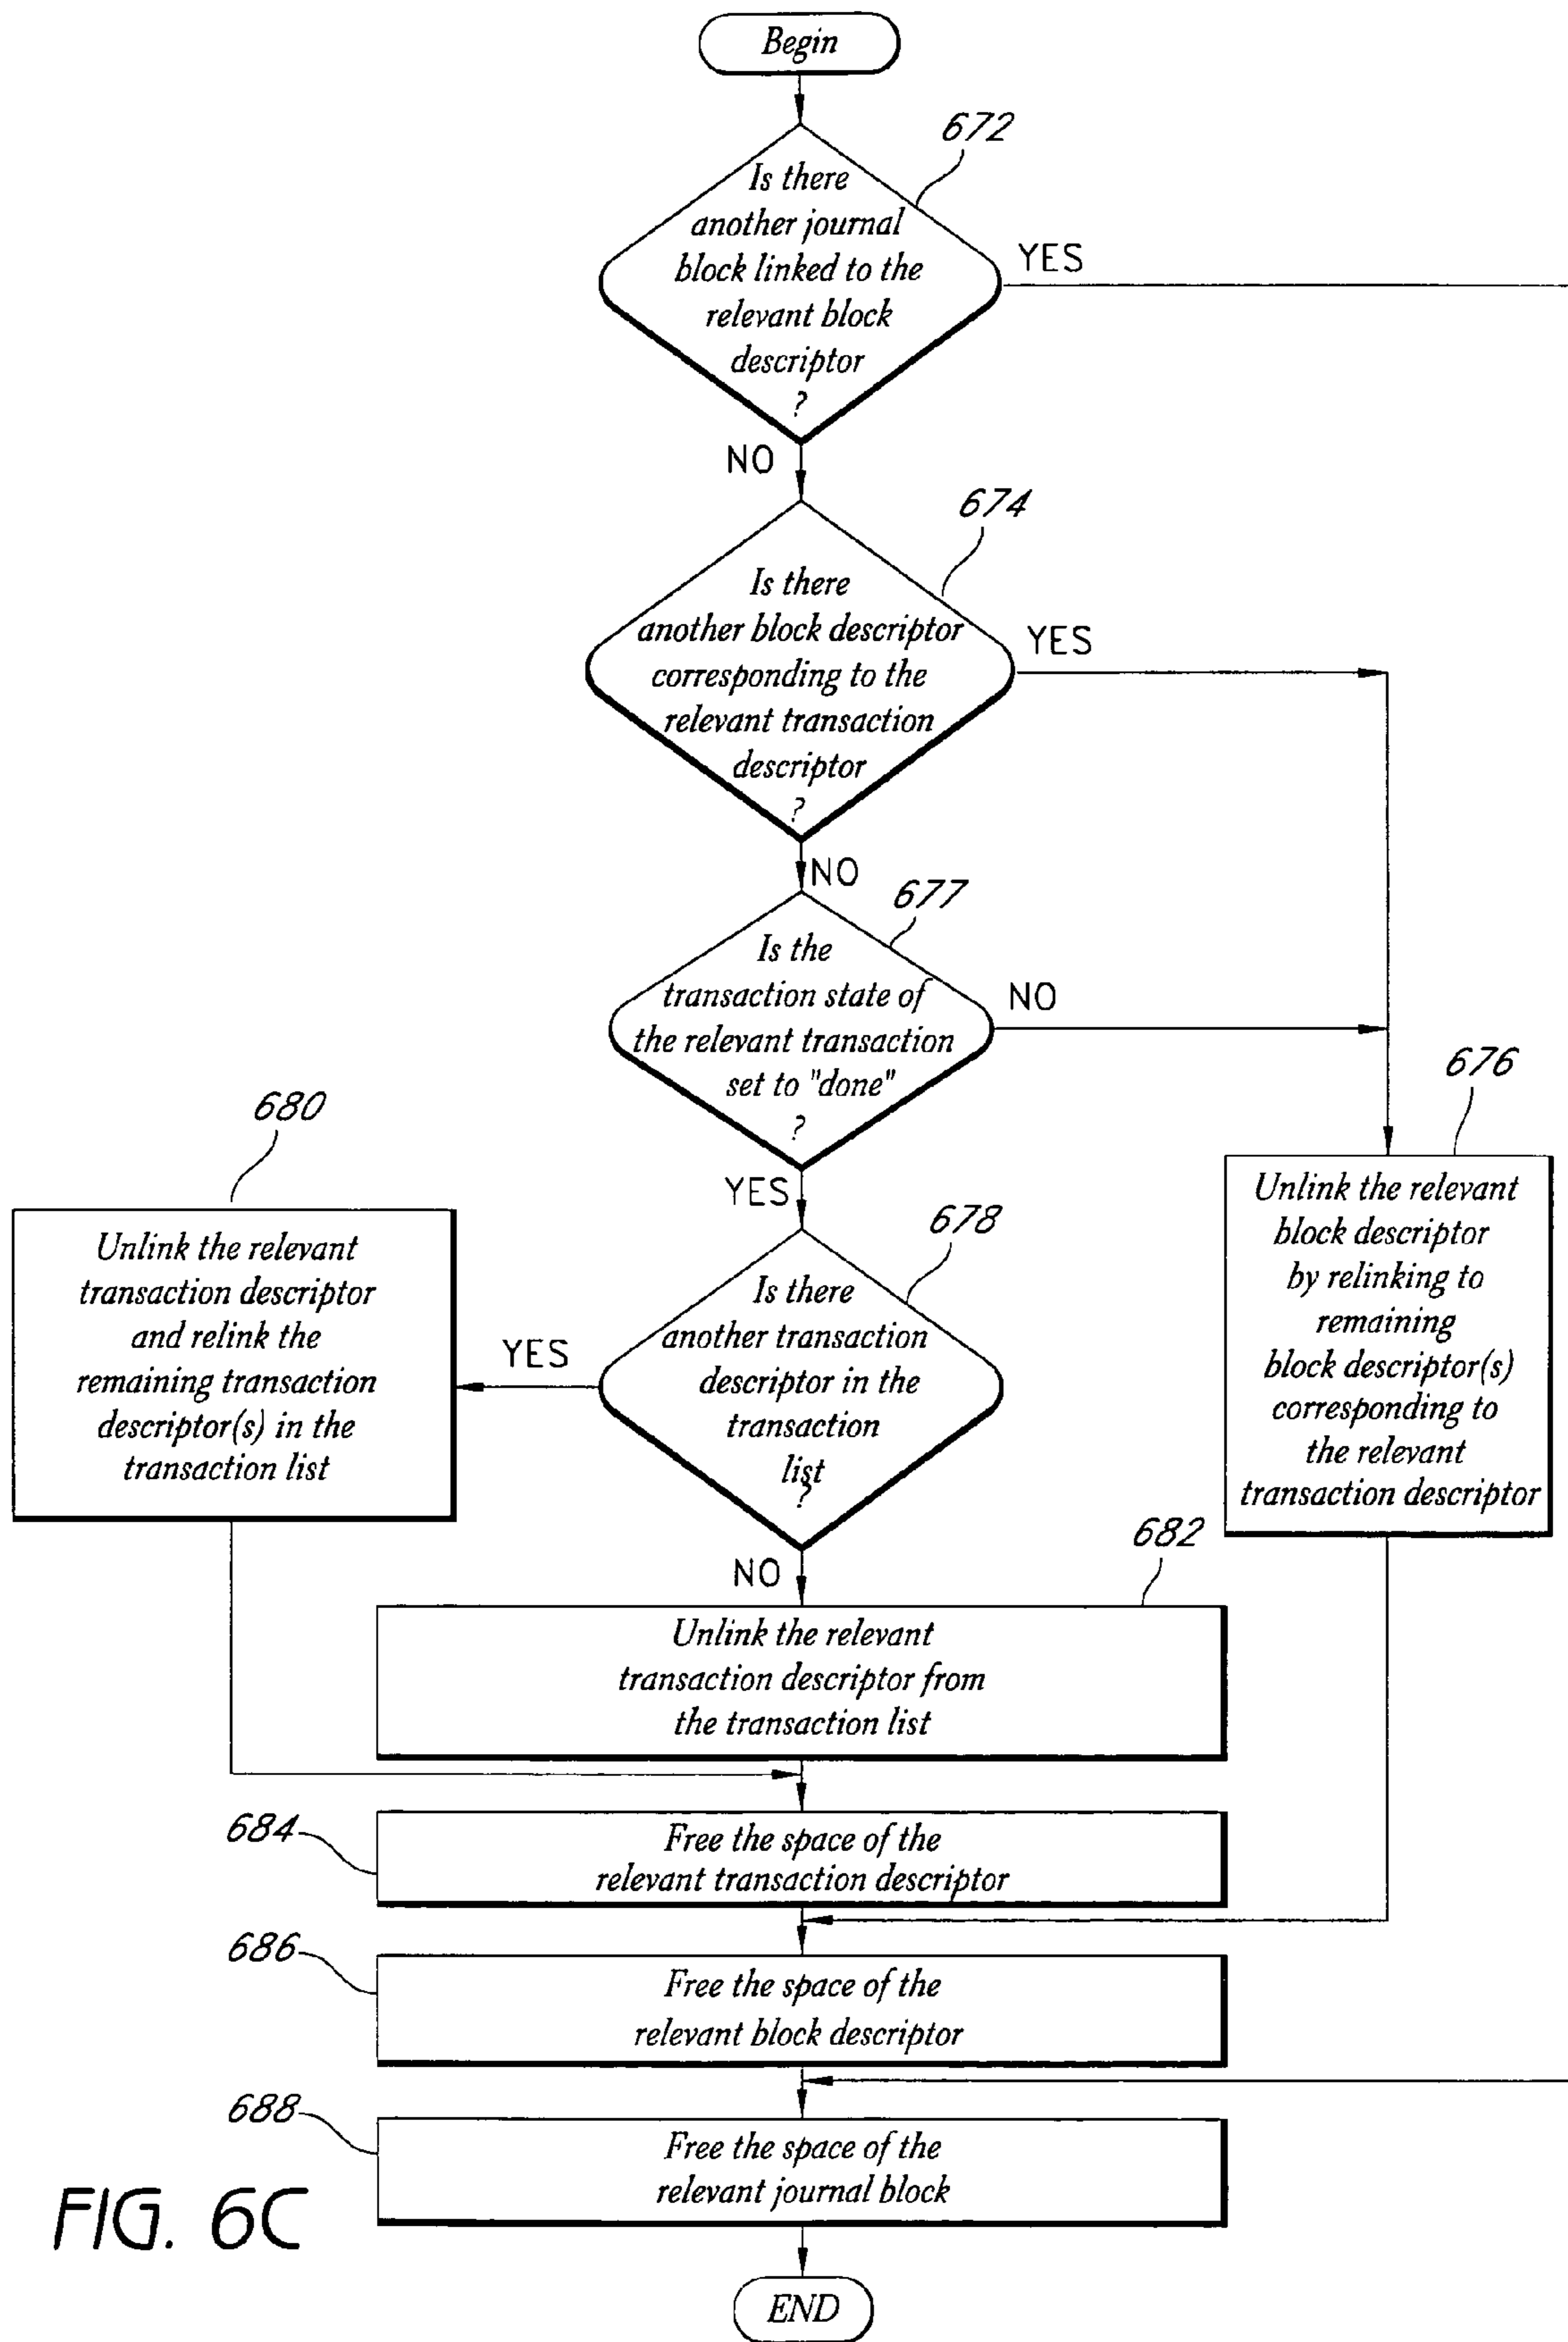 Begin
672
Is there
another journal
block linked to the
relevant block
descriptor
?
YES
NO
674
Is there
another block descriptor
corresponding to the
relevant transaction
descriptor
?
YES
NO
677
Is the
transaction state of
the relevant transaction
set to "done"
?
NO
YES
676
Unlink the relevant
block descriptor
by relinking to
remaining
block descriptor(s)
corresponding to
the relevant
transaction descriptor
680
Unlink the relevant
transaction descriptor
and relink the
remaining transaction
descriptor(s) in the
transaction list
678
Is there
another transaction
descriptor in the
transaction
list
?
YES
NO
682
Unlink the relevant
transaction descriptor from
the transaction list
684
Free the space of the
relevant transaction descriptor
686
Free the space of the
relevant block descriptor
688
Free the space of the
relevant journal block
FIG. 6C
END